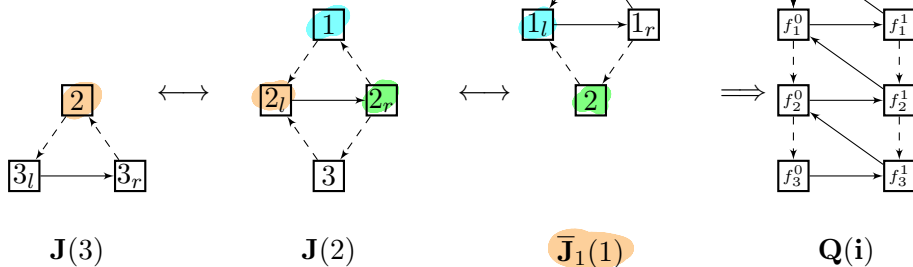 1
1_l 1_r
f_1^0 f_1^1
2
2_l 2_r
2
f_2^0 f_2^1
3_l 3_r
3
f_3^0 f_3^1
J(3) J(2) J̅_1(1) Q(i)